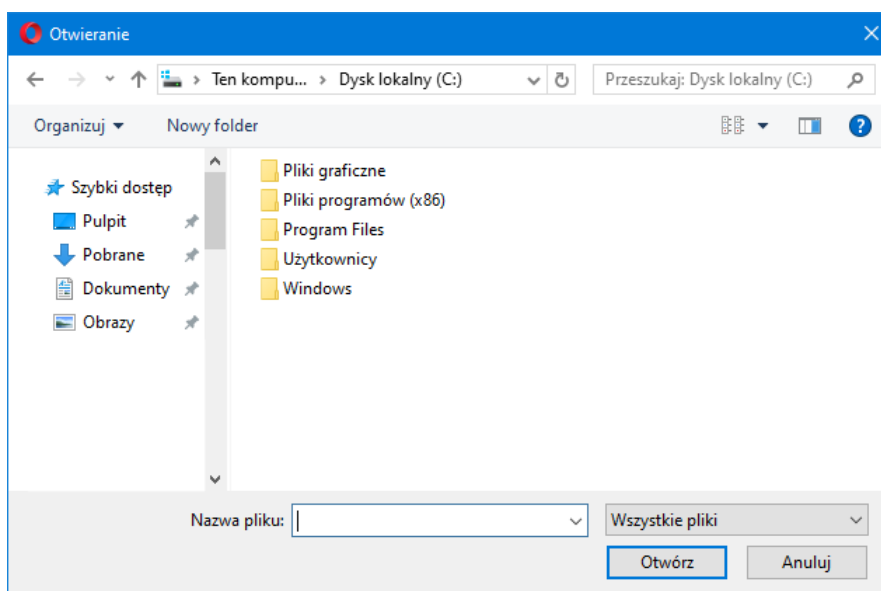 Otwieranie
Ten kompu... > Dysk lokalny (C:)
Przeszukaj: Dysk lokalny (C:)
Organizuj
Nowy folder
Szybki dostęp
Pulpit
Pobrane
Dokumenty
Obrazy
Pliki graficzne
Pliki programów (x86)
Program Files
Użytkownicy
Windows
Nazwa pliku:
Wszystkie pliki
Otwórz
Anuluj